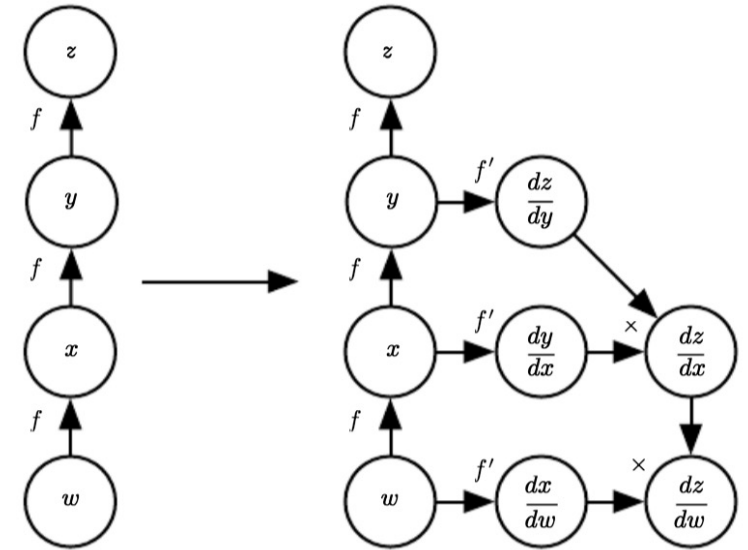 z z
f f
y f′ dz/dy
y
f f
x x f′ dy/dx × dz/dx
f f
w w f′ dx/dw × dz/dw